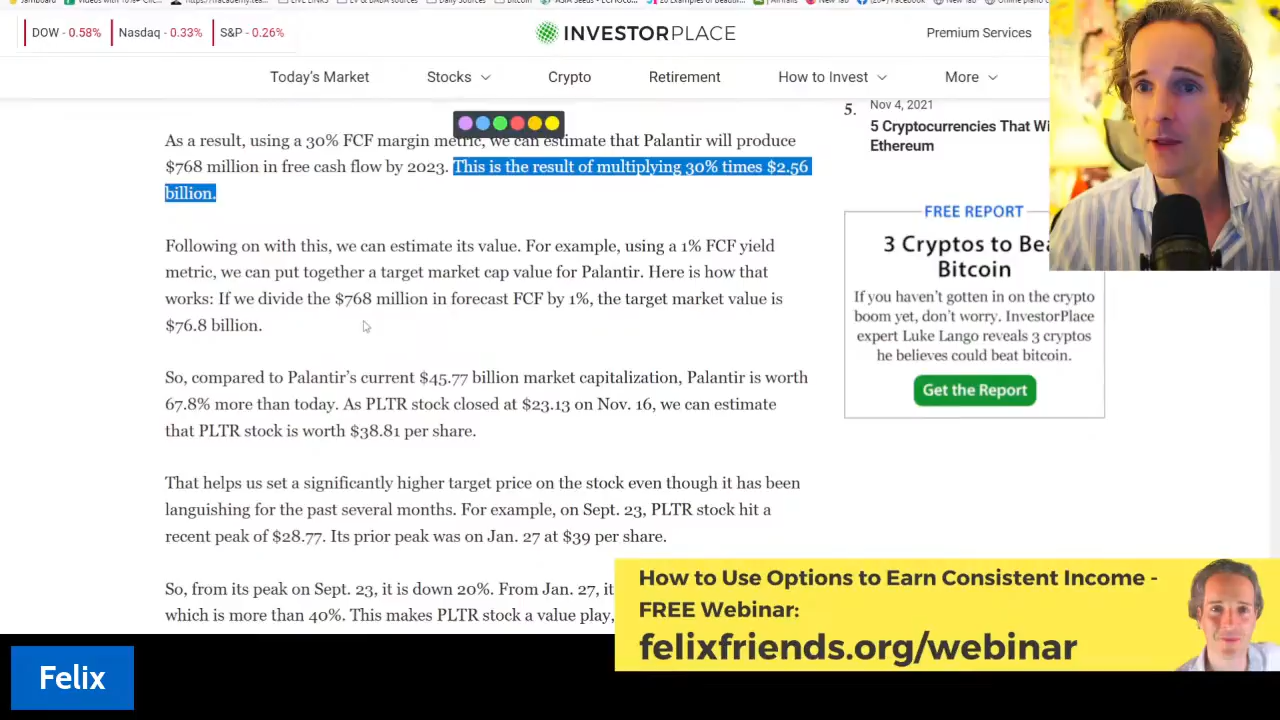 DOW - 0.58% Nasdaq - 0.33% S&P - 0.26%
INVESTORPLACE
Premium Services
Today's Market Stocks Crypto Retirement How to Invest More
As a result, using a 30% FCF margin metric, we can estimate that Palantir will produce
$768 million in free cash flow by 2023. This is the result of multiplying 30% times $2.56
billion.
Following on with this, we can estimate its value. For example, using a 1% FCF yield
metric, we can put together a target market cap value for Palantir. Here is how that
works: If we divide the $768 million in forecast FCF by 1%, the target market value is
$76.8 billion.
So, compared to Palantir's current $45.77 billion market capitalization, Palantir is worth
67.8% more than today. As PLTR stock closed at $23.13 on Nov. 16, we can estimate
that PLTR stock is worth $38.81 per share.
That helps us set a significantly higher target price on the stock even though it has been
languishing for the past several months. For example, on Sept. 23, PLTR stock hit a
recent peak of $28.77. Its prior peak was on Jan. 27 at $39 per share.
So, from its peak on Sept. 23, it is down 20%. From Jan. 27, it
which is more than 40%. This makes PLTR stock a value play,
5. Nov 4, 2021
5 Cryptocurrencies That Wi
Ethereum
FREE REPORT
3 Cryptos to Bea
Bitcoin
If you haven't gotten in on the crypto
boom yet, don't worry. InvestorPlace
expert Luke Lango reveals 3 cryptos
he believes could beat bitcoin.
Get the Report
How to Use Options to Earn Consistent Income -
FREE Webinar:
felixfriends.org/webinar
Felix